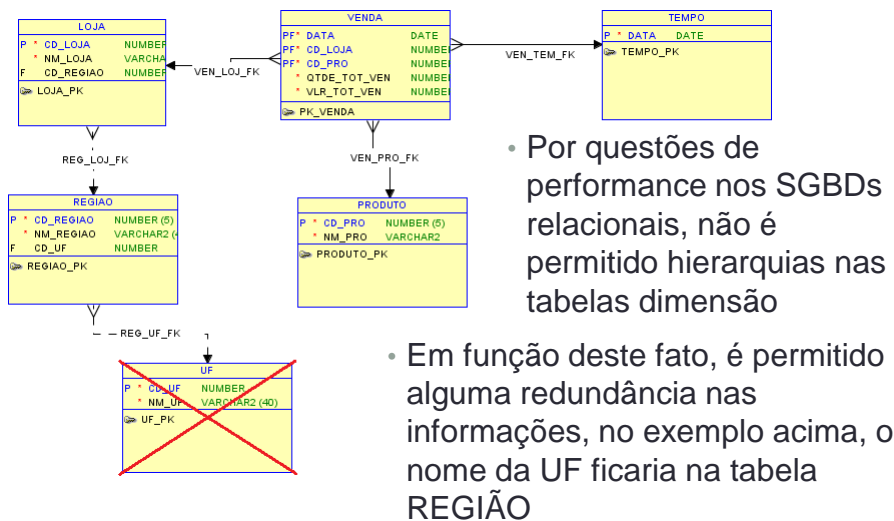 LOJA
P * CD_LOJA NUMBER
* NM_LOJA VARCHA
F CD_REGIAO NUMBER
LOJA_PK
VEN_LOJ_FK
VENDA
PF* DATA DATE
PF* CD_LOJA NUMBE
PF* CD_PRO NUMBE
* QTDE_TOT_VEN NUMBE
* VLR_TOT_VEN NUMBE
PK_VENDA
VEN_TEM_FK
TEMPO
P * DATA DATE
TEMPO_PK
REG_LOJ_FK
VEN_PRO_FK
REGIAO
P * CD_REGIAO NUMBER (5)
* NM_REGIAO VARCHAR2 (
F CD_UF NUMBER
REGIAO_PK
PRODUTO
P * CD_PRO NUMBER (5)
* NM_PRO VARCHAR2
PRODUTO_PK
REG_UF_FK
UF
P * CD_UF NUMBER
* NM_UF VARCHAR2 (40)
UF_PK
• Por questões de
performance nos SGBDs
relacionais, não é
permitido hierarquias nas
tabelas dimensão
• Em função deste fato, é permitido
alguma redundância nas
informações, no exemplo acima, o
nome da UF ficaria na tabela
REGIÃO